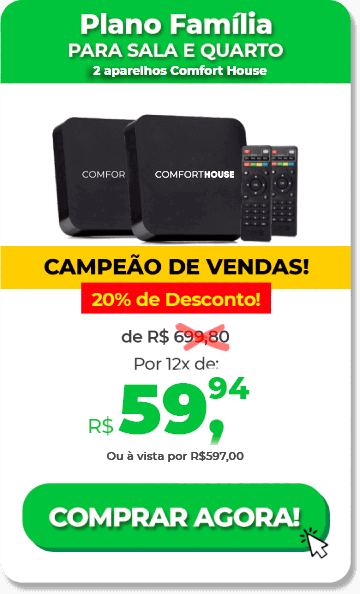 Plano Família
PARA SALA E QUARTO
2 aparelhos Comfort House
COMFOR
COMFORTHOUSE
CAMPEÃO DE VENDAS!
20% de Desconto!
de R$ 699,80
Por 12x de:
R$ 59,94
Ou à vista por R$597,00
COMPRAR AGORA!